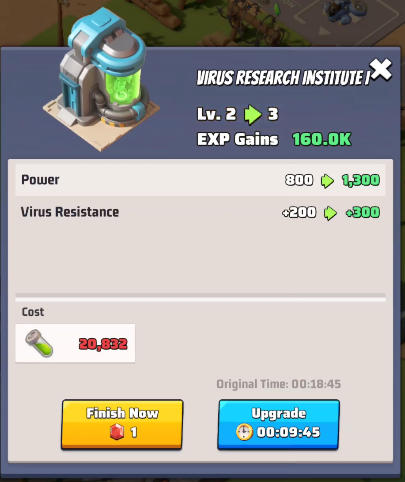 VIRUS RESEARCH INSTITUTE I
Lv. 2 3
EXP Gains 160.0K
Power 800 1,300
Virus Resistance +200 +300
Cost
20,832
Original Time: 00:18:45
Finish Now Upgrade
1 00:09:45